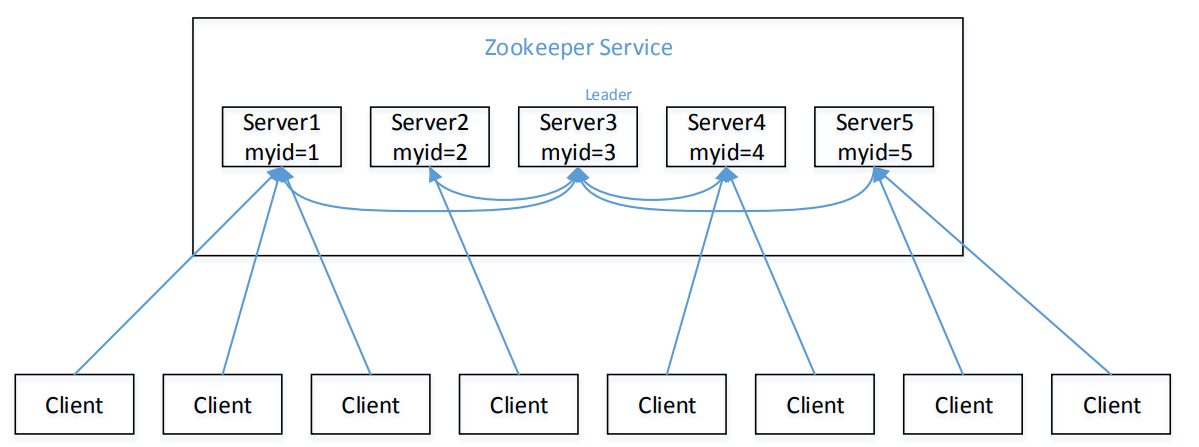 Zookeeper Service
Leader
Server1
myid=1
Server2
myid=2
Server3
myid=3
Server4
myid=4
Server5
myid=5
Client
Client
Client
Client
Client
Client
Client
Client